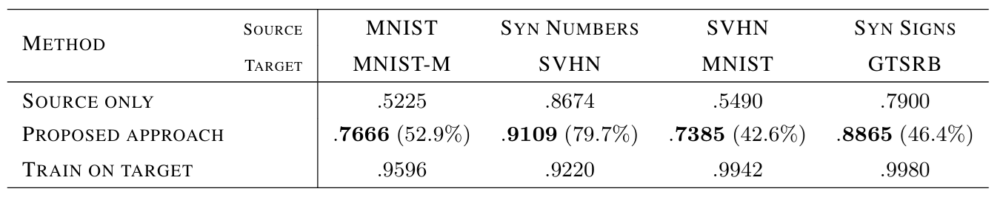 METHOD SOURCE MNIST SYN NUMBERS SVHN SYN SIGNS
TARGET MNIST-M SVHN MNIST GTSRB
SOURCE ONLY .5225 .8674 .5490 .7900
PROPOSED APPROACH .7666 (52.9%) .9109 (79.7%) .7385 (42.6%) .8865 (46.4%)
TRAIN ON TARGET .9596 .9220 .9942 .9980